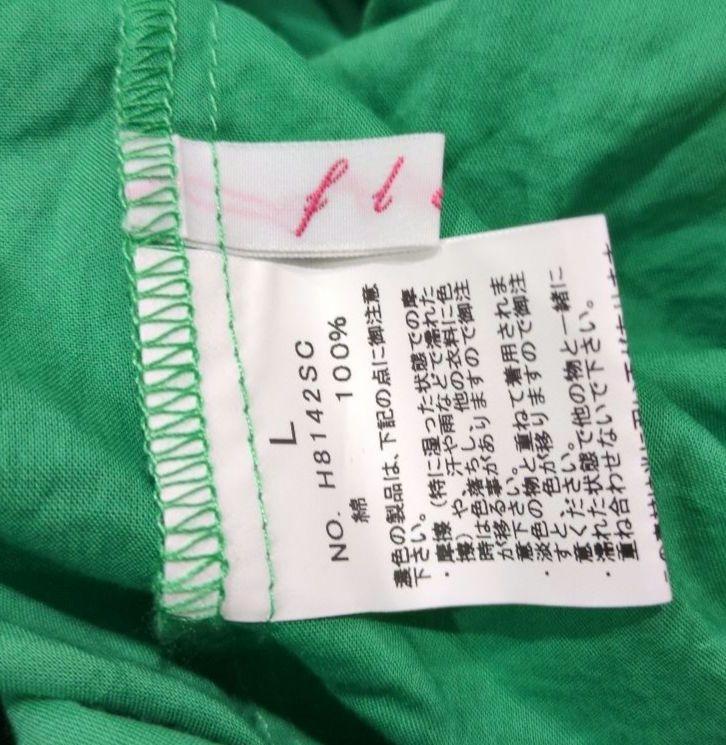 fl
L
NO. H8142SC
綿 100%
濃色の製品は、下記の点に御注意
下さい。
・摩擦(特に湿った状態での摩
擦)や、汗や雨などで濡れた
時は色落ちし、他の衣料に色
が移る事がありますので御注
意下さい。
・淡色の物と重ねて着用されま
すと、色が移りますので御注
意ください。
・濡れた状態で他の物と一緒に
重ね合わせないで下さい。